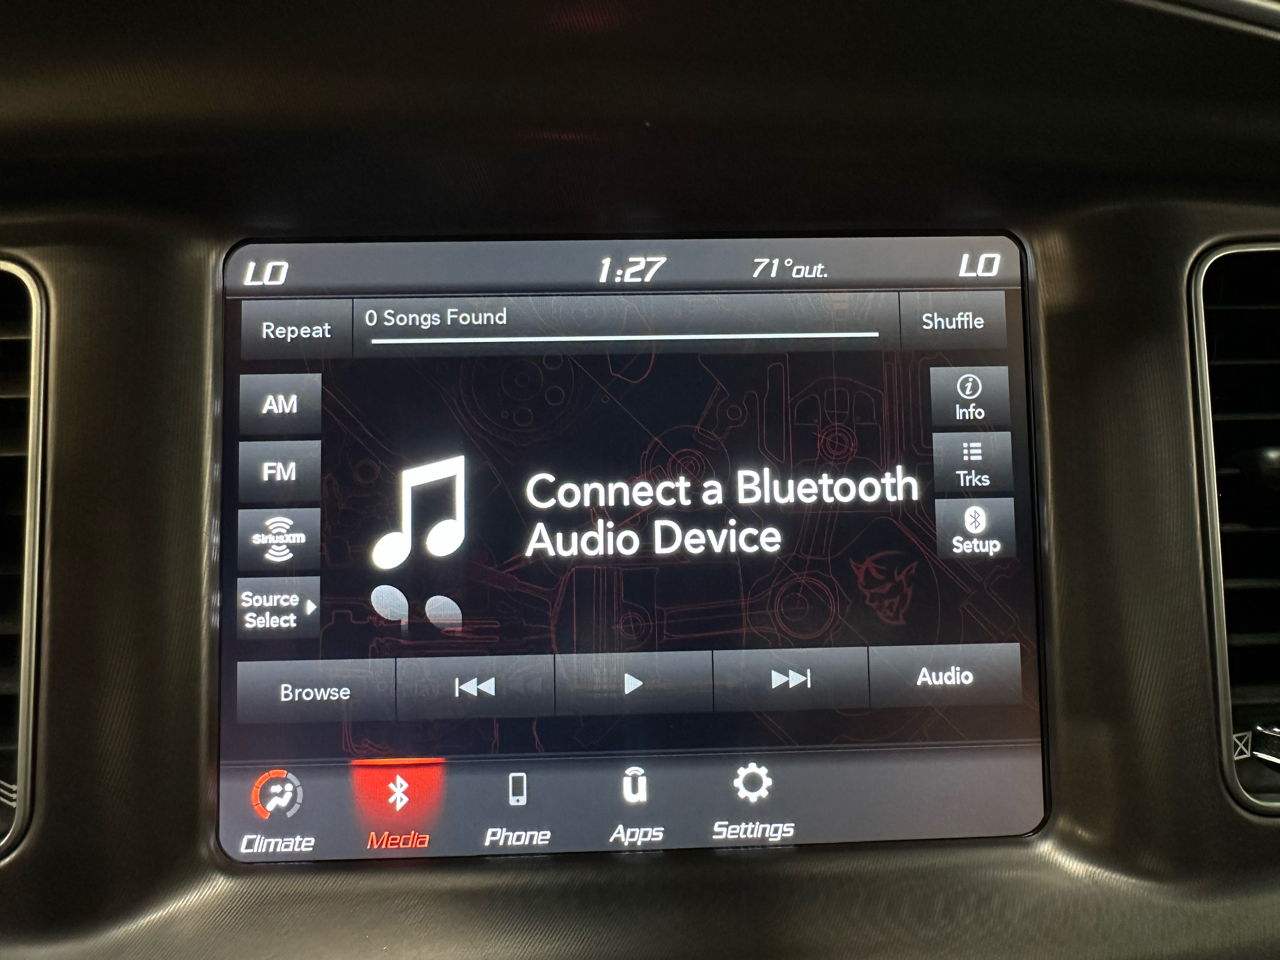 LO 1:27 71°out. LO
Repeat 0 Songs Found Shuffle
AM
FM
SiriusXM
Source
Select
Connect a Bluetooth
Audio Device
Info
Trks
Setup
Browse Audio
Climate Media Phone Apps Settings